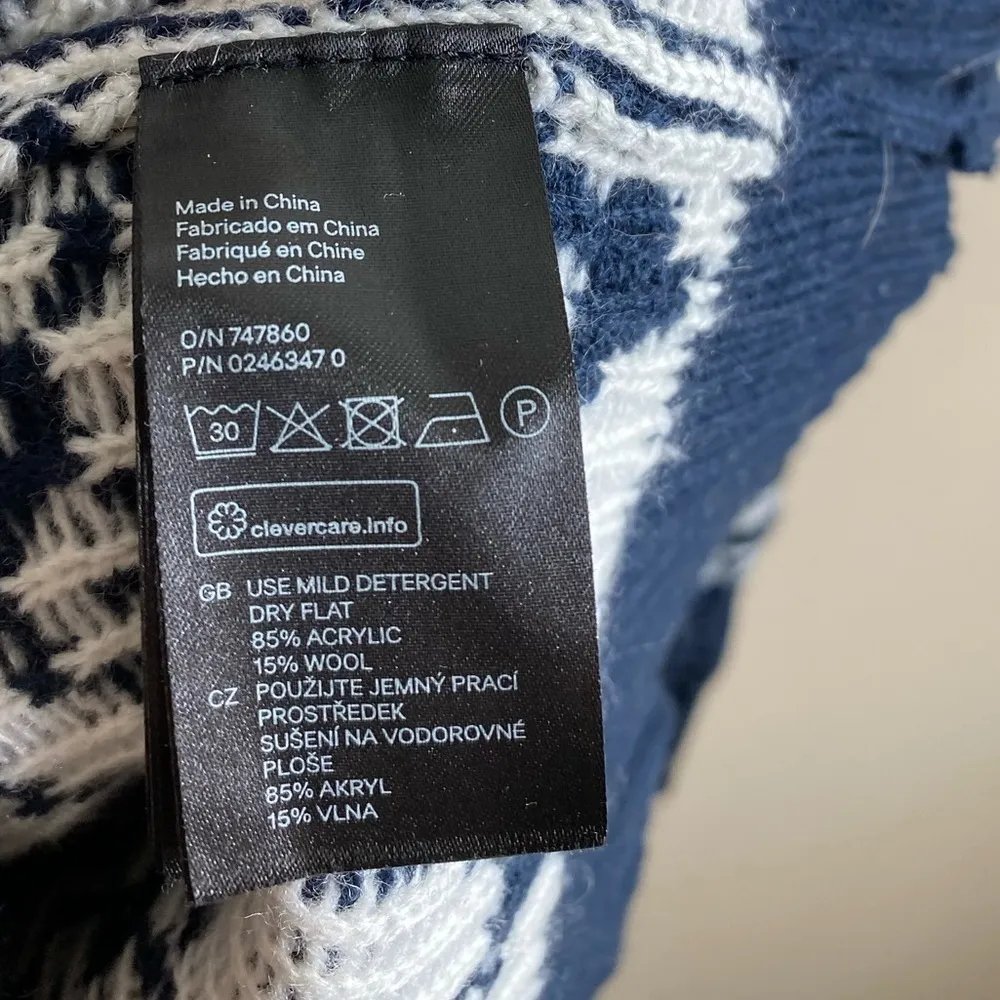 Made in China
Fabricado em China
Fabriqué en Chine
Hecho en China
O/N 747860
P/N 0246347 0
30 P
clevercare.info
GB USE MILD DETERGENT
DRY FLAT
85% ACRYLIC
15% WOOL
CZ POUŽIJTE JEMNÝ PRACÍ
PROSTŘEDEK
SUŠENÍ NA VODOROVNÉ
PLOŠE
85% AKRYL
15% VLNA